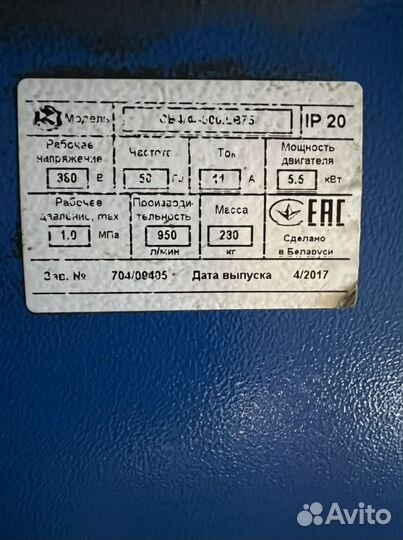 Модель IP 20
Рабочее напряжение 380 В
Частота 50 Гц
Ток 11 А
Мощность двигателя 5.5 кВт
Рабочее давление, max 1.0 МПа
Производительность 950 л/мин
Масса 230 кг
EAC
Сделано в Беларуси
Зав. № 704/09405 Дата выпуска 4/2017
Avito